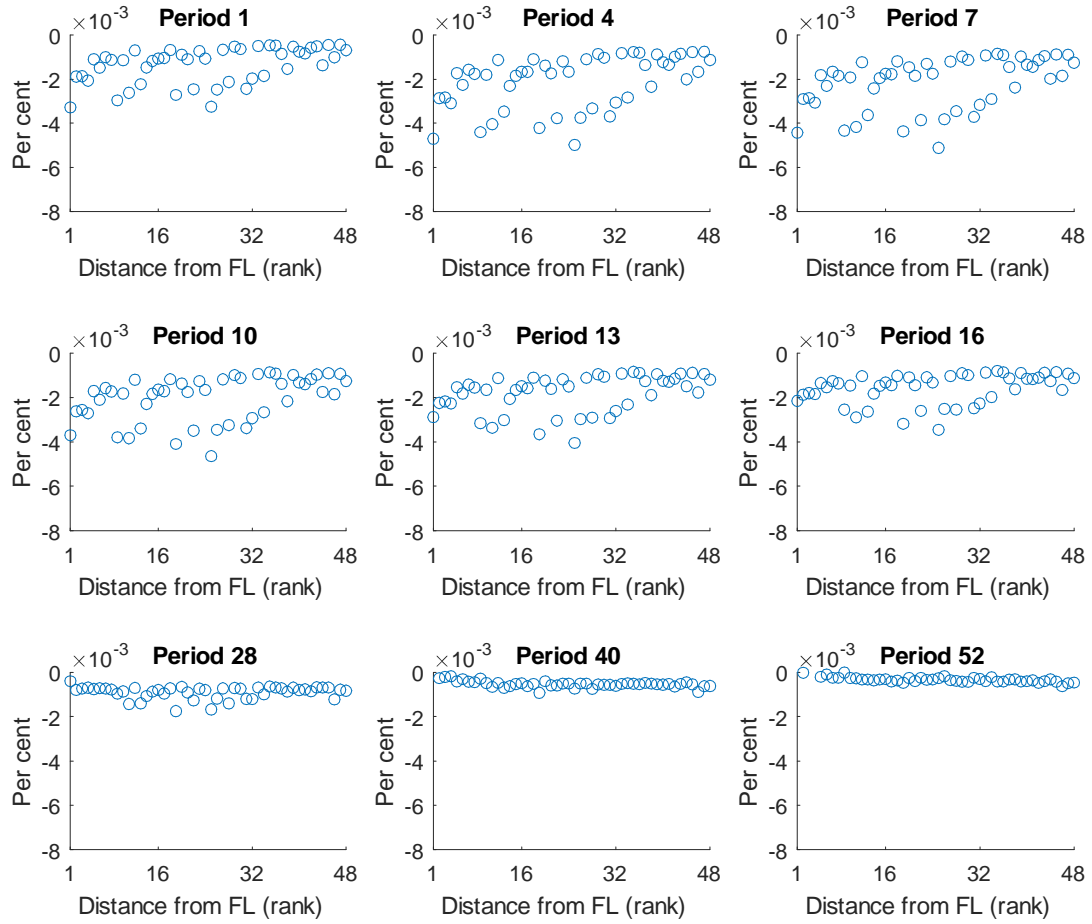 ×10⁻³ Period 1
0
-2
-4
-6
-8
Per cent
1 16 32 48
Distance from FL (rank)
×10⁻³ Period 4
0
-2
-4
-6
-8
Per cent
1 16 32 48
Distance from FL (rank)
×10⁻³ Period 7
0
-2
-4
-6
-8
Per cent
1 16 32 48
Distance from FL (rank)
×10⁻³ Period 10
0
-2
-4
-6
-8
Per cent
1 16 32 48
Distance from FL (rank)
×10⁻³ Period 13
0
-2
-4
-6
-8
Per cent
1 16 32 48
Distance from FL (rank)
×10⁻³ Period 16
0
-2
-4
-6
-8
Per cent
1 16 32 48
Distance from FL (rank)
×10⁻³ Period 28
0
-2
-4
-6
-8
Per cent
1 16 32 48
Distance from FL (rank)
×10⁻³ Period 40
0
-2
-4
-6
-8
Per cent
1 16 32 48
Distance from FL (rank)
×10⁻³ Period 52
0
-2
-4
-6
-8
Per cent
1 16 32 48
Distance from FL (rank)